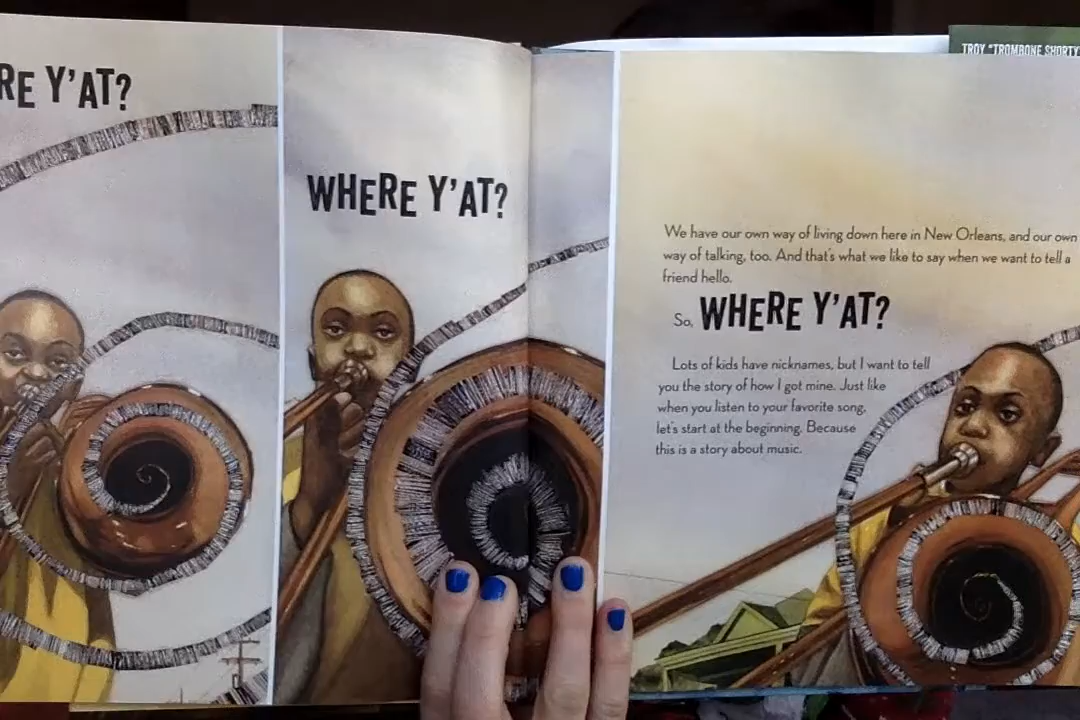 RE Y'AT?
WHERE Y'AT?
TROY "TROMBONE SHORTY"
We have our own way of living down here in New Orleans, and our own
way of talking, too. And that's what we like to say when we want to tell a
friend hello.
So, WHERE Y'AT?
Lots of kids have nicknames, but I want to tell
you the story of how I got mine. Just like
when you listen to your favorite song,
let's start at the beginning. Because
this is a story about music.